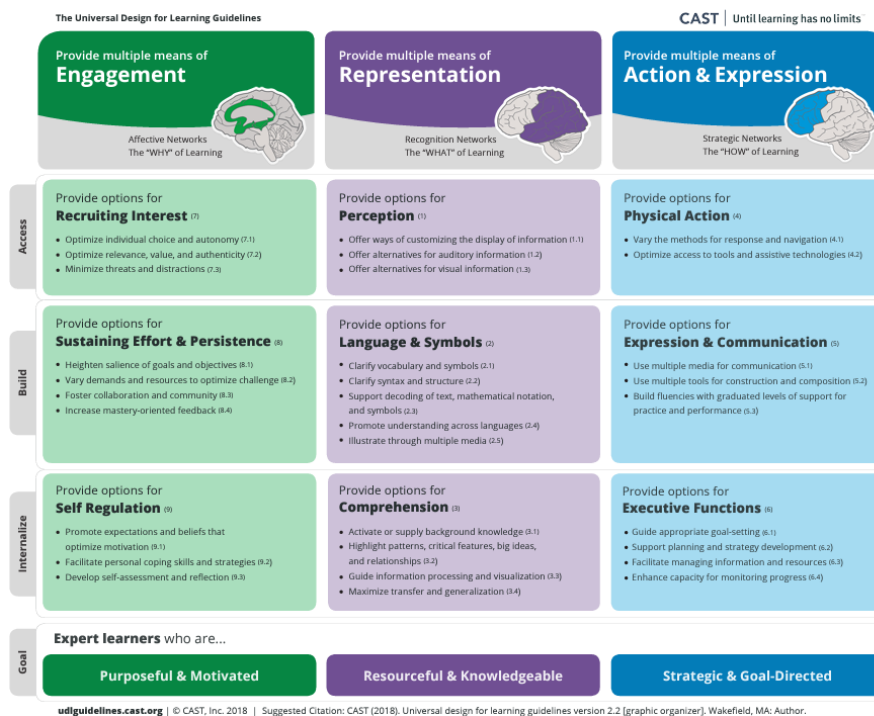 The Universal Design for Learning Guidelines
CAST | Until learning has no limits
Provide multiple means of
Engagement
Affective Networks
The “WHY” of Learning
Provide multiple means of
Representation
Recognition Networks
The “WHAT” of Learning
Provide multiple means of
Action & Expression
Strategic Networks
The “HOW” of Learning
Access
Provide options for
Recruiting Interest (7)
• Optimize individual choice and autonomy (7.1)
• Optimize relevance, value, and authenticity (7.2)
• Minimize threats and distractions (7.3)
Provide options for
Perception (1)
• Offer ways of customizing the display of information (1.1)
• Offer alternatives for auditory information (1.2)
• Offer alternatives for visual information (1.3)
Provide options for
Physical Action (4)
• Vary the methods for response and navigation (4.1)
• Optimize access to tools and assistive technologies (4.2)
Build
Provide options for
Sustaining Effort & Persistence (8)
• Heighten salience of goals and objectives (8.1)
• Vary demands and resources to optimize challenge (8.2)
• Foster collaboration and community (8.3)
• Increase mastery-oriented feedback (8.4)
Provide options for
Language & Symbols (2)
• Clarify vocabulary and symbols (2.1)
• Clarify syntax and structure (2.2)
• Support decoding of text, mathematical notation,
and symbols (2.3)
• Promote understanding across languages (2.4)
• Illustrate through multiple media (2.5)
Provide options for
Expression & Communication (5)
• Use multiple media for communication (5.1)
• Use multiple tools for construction and composition (5.2)
• Build fluencies with graduated levels of support for
practice and performance (5.3)
Internalize
Provide options for
Self Regulation (9)
• Promote expectations and beliefs that
optimize motivation (9.1)
• Facilitate personal coping skills and strategies (9.2)
• Develop self-assessment and reflection (9.3)
Provide options for
Comprehension (3)
• Activate or supply background knowledge (3.1)
• Highlight patterns, critical features, big ideas,
and relationships (3.2)
• Guide information processing and visualization (3.3)
• Maximize transfer and generalization (3.4)
Provide options for
Executive Functions (6)
• Guide appropriate goal-setting (6.1)
• Support planning and strategy development (6.2)
• Facilitate managing information and resources (6.3)
• Enhance capacity for monitoring progress (6.4)
Goal
Expert learners who are...
Purposeful & Motivated
Resourceful & Knowledgeable
Strategic & Goal-Directed
udlguidelines.cast.org | © CAST, Inc. 2018 | Suggested Citation: CAST (2018). Universal design for learning guidelines version 2.2 [graphic organizer]. Wakefield, MA: Author.